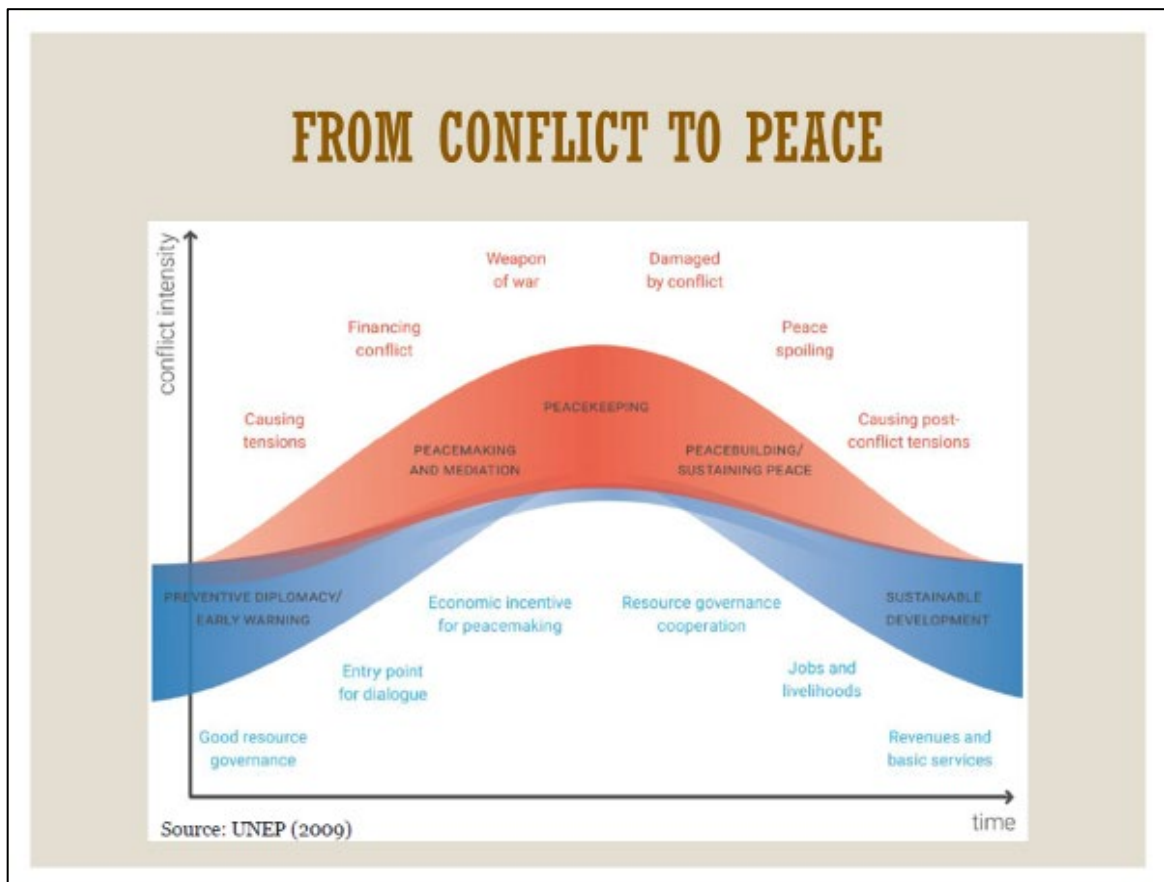 FROM CONFLICT TO PEACE
conflict intensity
Weapon
of war
Damaged
by conflict
Financing
conflict
Peace
spoiling
Causing
tensions
PEACEKEEPING
Causing post-
conflict tensions
PEACEMAKING
AND MEDIATION
PEACEBUILDING/
SUSTAINING PEACE
PREVENTIVE DIPLOMACY/
EARLY WARNING
Economic incentive
for peacemaking
Resource governance
cooperation
SUSTAINABLE
DEVELOPMENT
Entry point
for dialogue
Jobs and
livelihoods
Good resource
governance
Revenues and
basic services
time
Source: UNEP (2009)